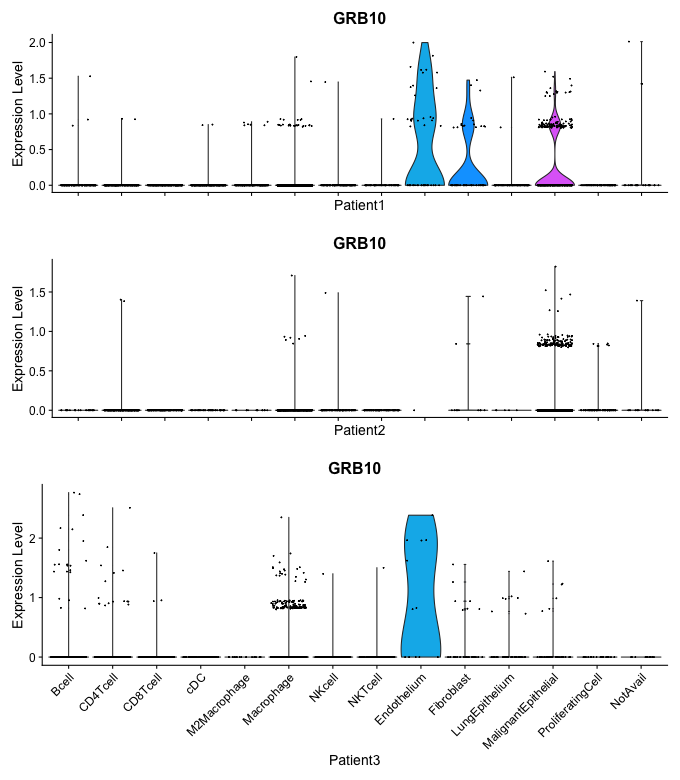 GRB10
Expression Level
2.0
1.5
1.0
0.5
0.0
Patient1
GRB10
Expression Level
1.5
1.0
0.5
0.0
Patient2
GRB10
Expression Level
2
1
0
Bcell
CD4Tcell
CD8Tcell
cDC
M2Macrophage
Macrophage
NKcell
NKTcell
Endothelium
Fibroblast
LungEpithelium
MalignantEpithelial
ProliferatingCell
NotAvail
Patient3